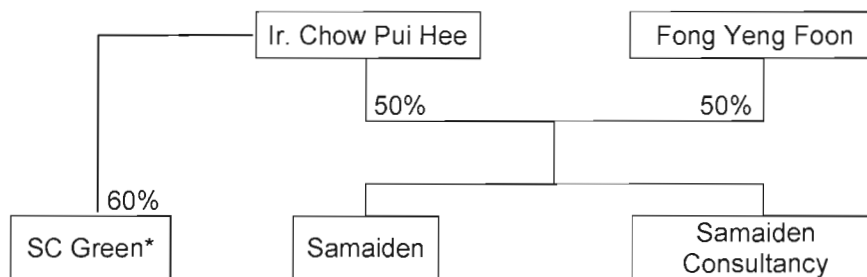 Ir. Chow Pui Hee
Fong Yeng Foon
50%
50%
60%
SC Green*
Samaiden
Samaiden
Consultancy